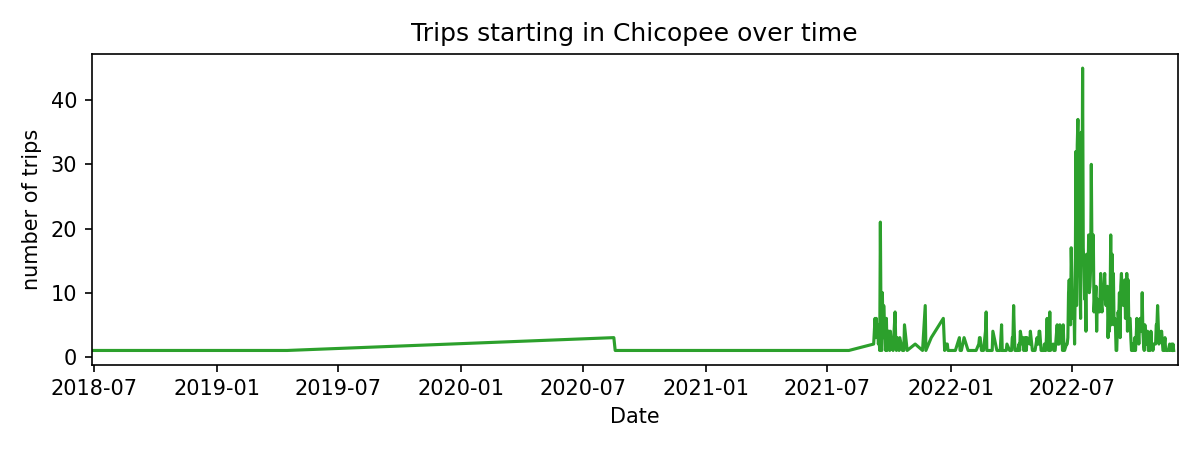 Trips starting in Chicopee over time
number of trips
40
30
20
10
0
2018-07 2019-01 2019-07 2020-01 2020-07 2021-01 2021-07 2022-01 2022-07
Date